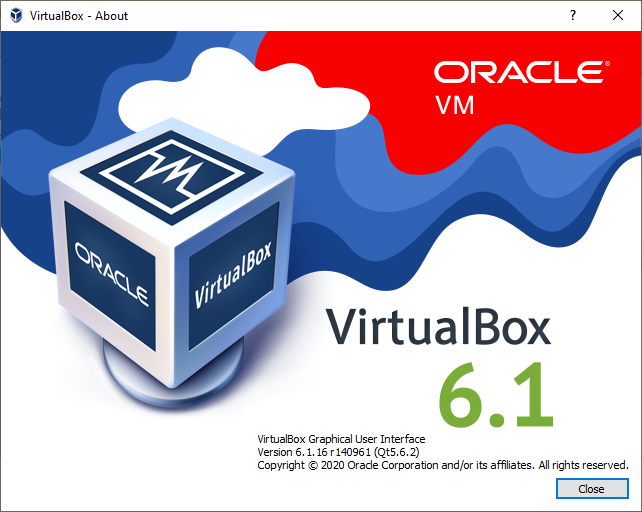 VirtualBox - About
ORACLE®
VM
ORACLE
VirtualBox
VirtualBox
6.1
VirtualBox Graphical User Interface
Version 6.1.16 r140961 (Qt5.6.2)
Copyright © 2020 Oracle Corporation and/or its affiliates. All rights reserved.
Close